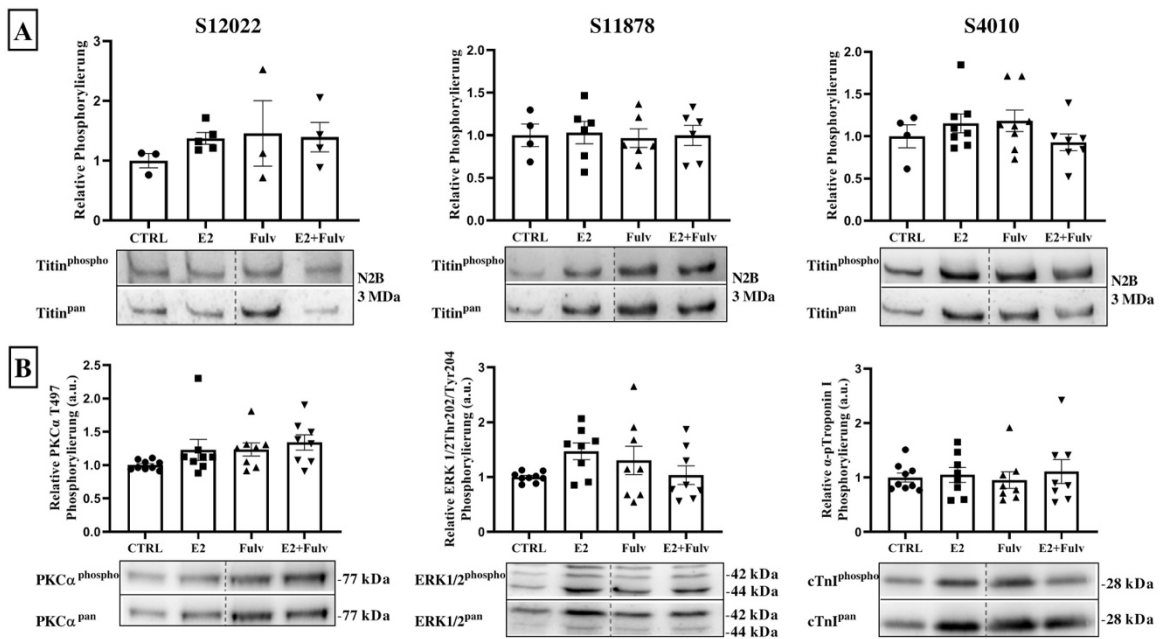 A
S12022
Relative Phosphorylierung
3
2
1
0
CTRL
E2
Fulv
E2+Fulv
Titinphospho
Titinpan
N2B
3 MDa
S11878
Relative Phosphorylierung
2.0
1.5
1.0
0.5
0.0
CTRL
E2
Fulv
E2+Fulv
Titinphospho
Titinpan
N2B
3 MDa
S4010
Relative Phosphorylierung
2.0
1.5
1.0
0.5
0.0
CTRL
E2
Fulv
E2+Fulv
Titinphospho
Titinpan
N2B
3 MDa
B
Relative PKCα T497
Phosphorylierung (a.u.)
2.5
2.0
1.5
1.0
0.5
0.0
CTRL
E2
Fulv
E2+Fulv
PKCαphospho
-77 kDa
PKCαpan
-77 kDa
Relative ERK 1/2Thr202/Tyr204
Phosphorylierung (a.u.)
3
2
1
0
CTRL
E2
Fulv
E2+Fulv
ERK1/2phospho
-42 kDa
-44 kDa
ERK1/2pan
-42 kDa
-44 kDa
Relative α-pTroponin I
Phosphorylierung (a.u.)
3
2
1
0
CTRL
E2
Fulv
E2+Fulv
cTnIphospho
-28 kDa
cTnIpan
-28 kDa